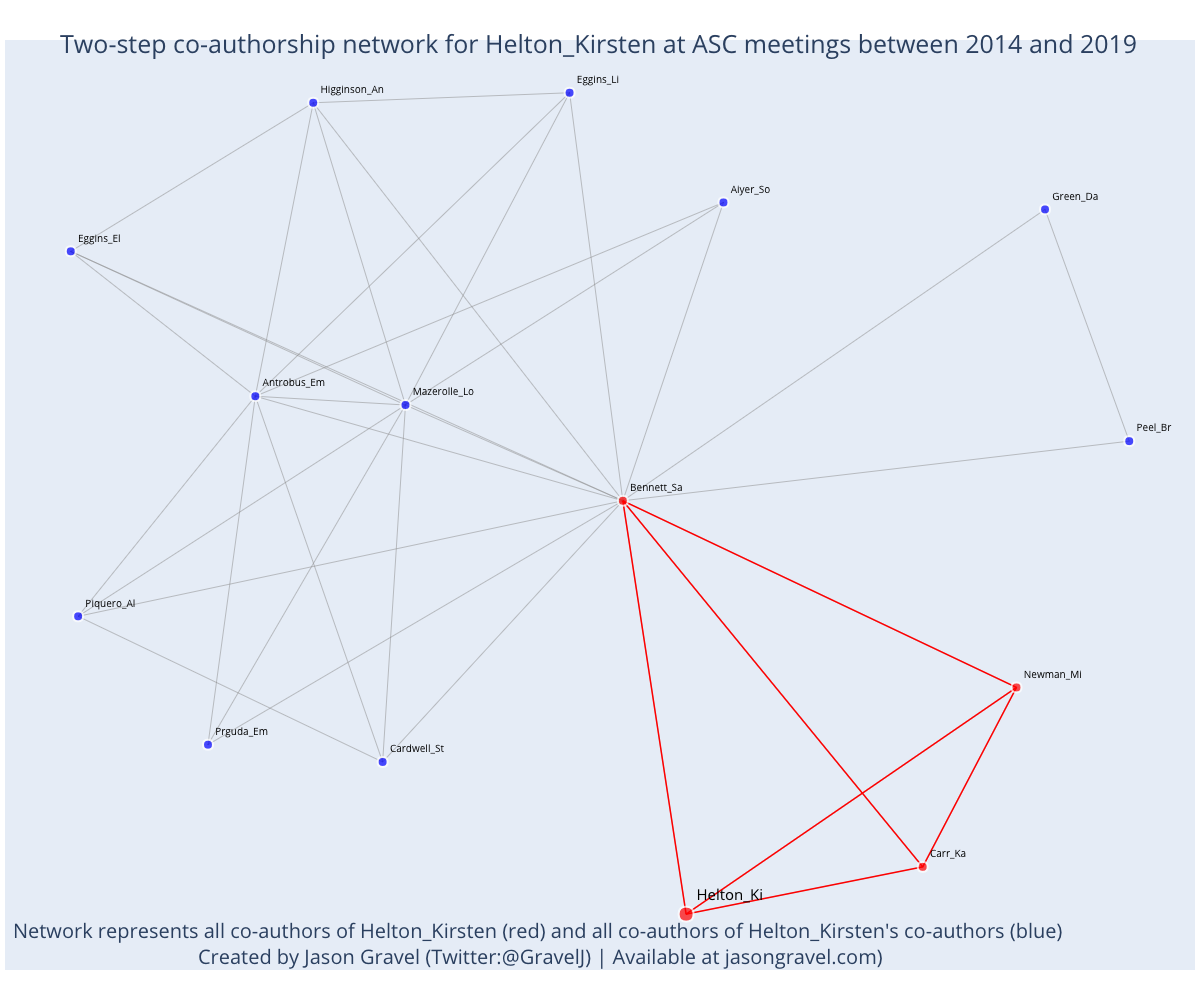 Two-step co-authorship network for Helton_Kirsten at ASC meetings between 2014 and 2019
Eggins_Li
Higginson_An
Aiyer_So
Green_Da
Eggins_El
Antrobus_Em
Mazerolle_Lo
Peel_Br
Bennett_Sa
Piquero_Al
Newman_Mi
Prguda_Em
Cardwell_St
Carr_Ka
Helton_Ki
Network represents all co-authors of Helton_Kirsten (red) and all co-authors of Helton_Kirsten's co-authors (blue)
Created by Jason Gravel (Twitter:@GravelJ) | Available at jasongravel.com)